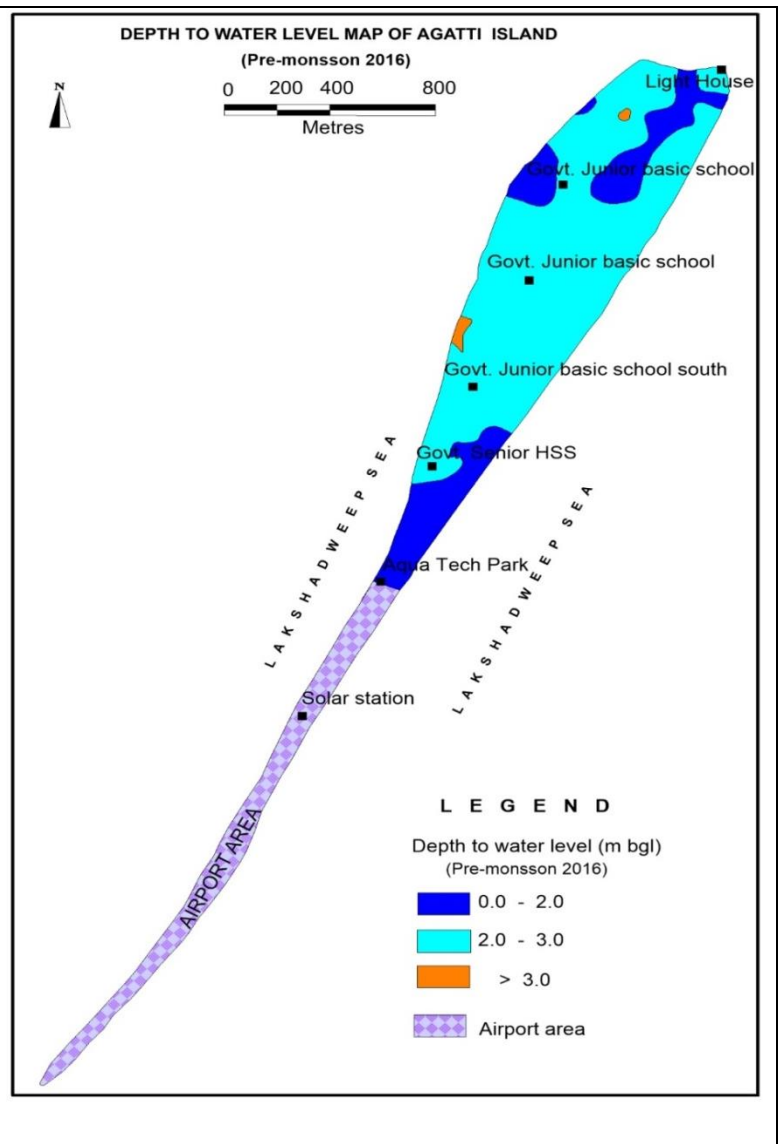 DEPTH TO WATER LEVEL MAP OF AGATTI ISLAND
(Pre-monsson 2016)
N
0 200 400 800
Metres
Light House
Govt. Junior basic school
Govt. Junior basic school
Govt. Junior basic school south
Govt. Senior HSS
LAKSHADWEEP SEA
LAKSHADWEEP SEA
Aqua Tech Park
Solar station
AIRPORT AREA
LEGEND
Depth to water level (m bgl)
(Pre-monsson 2016)
0.0 - 2.0
2.0 - 3.0
> 3.0
Airport area